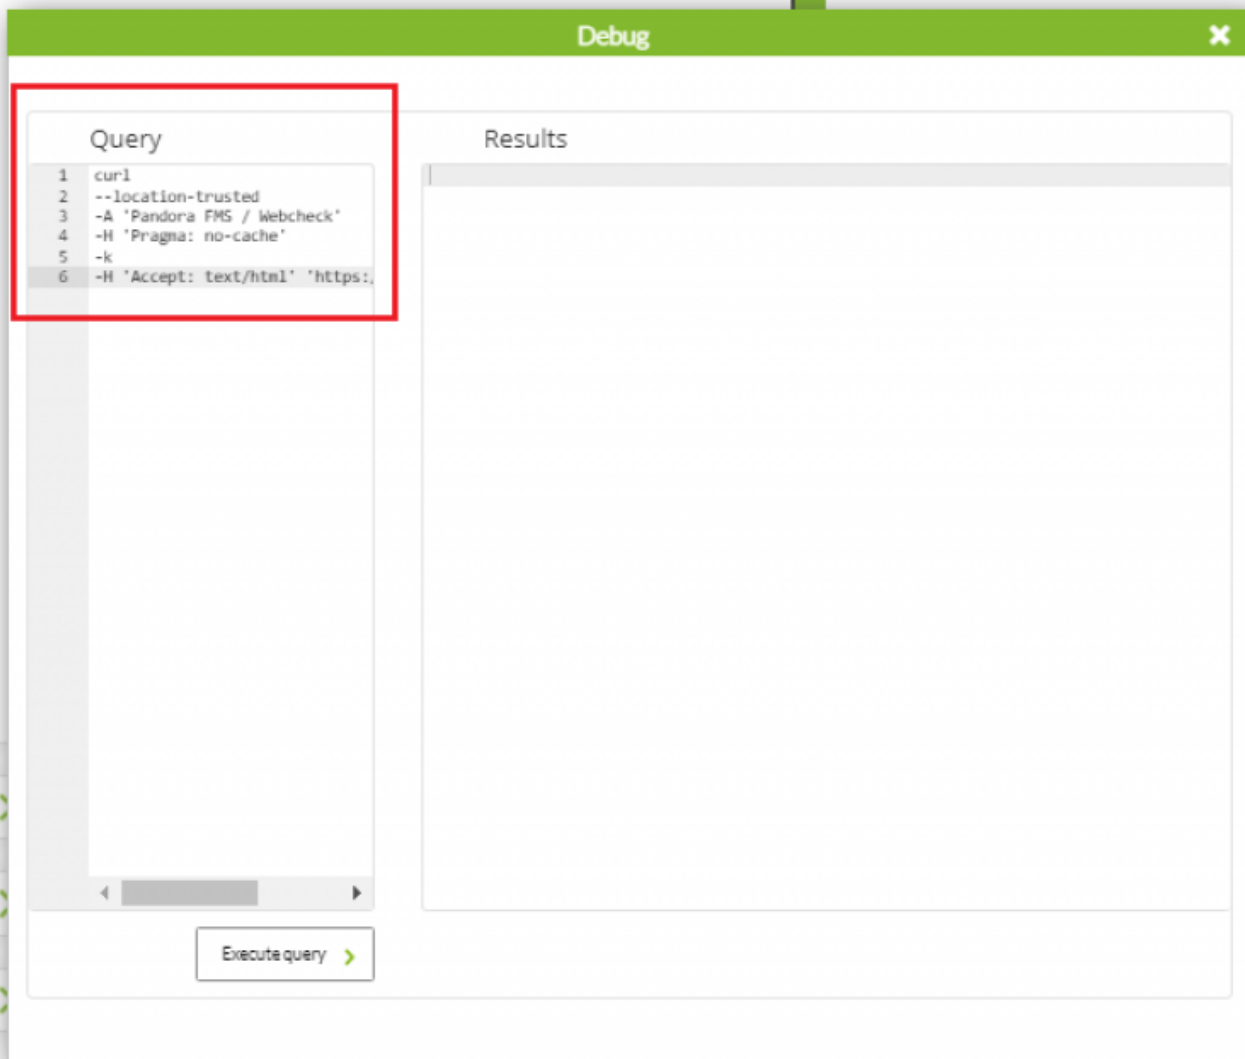 Debug
Query
Results
1 curl
2 --location-trusted
3 -A 'Pandora FMS / Webcheck'
4 -H 'Pragma: no-cache'
5 -k
6 -H 'Accept: text/html' 'https:/
Execute query